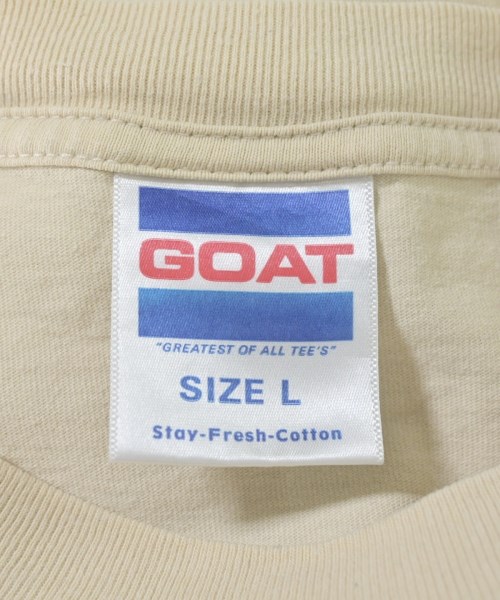 GOAT
"GREATEST OF ALL TEE'S"
SIZE L
Stay-Fresh-Cotton